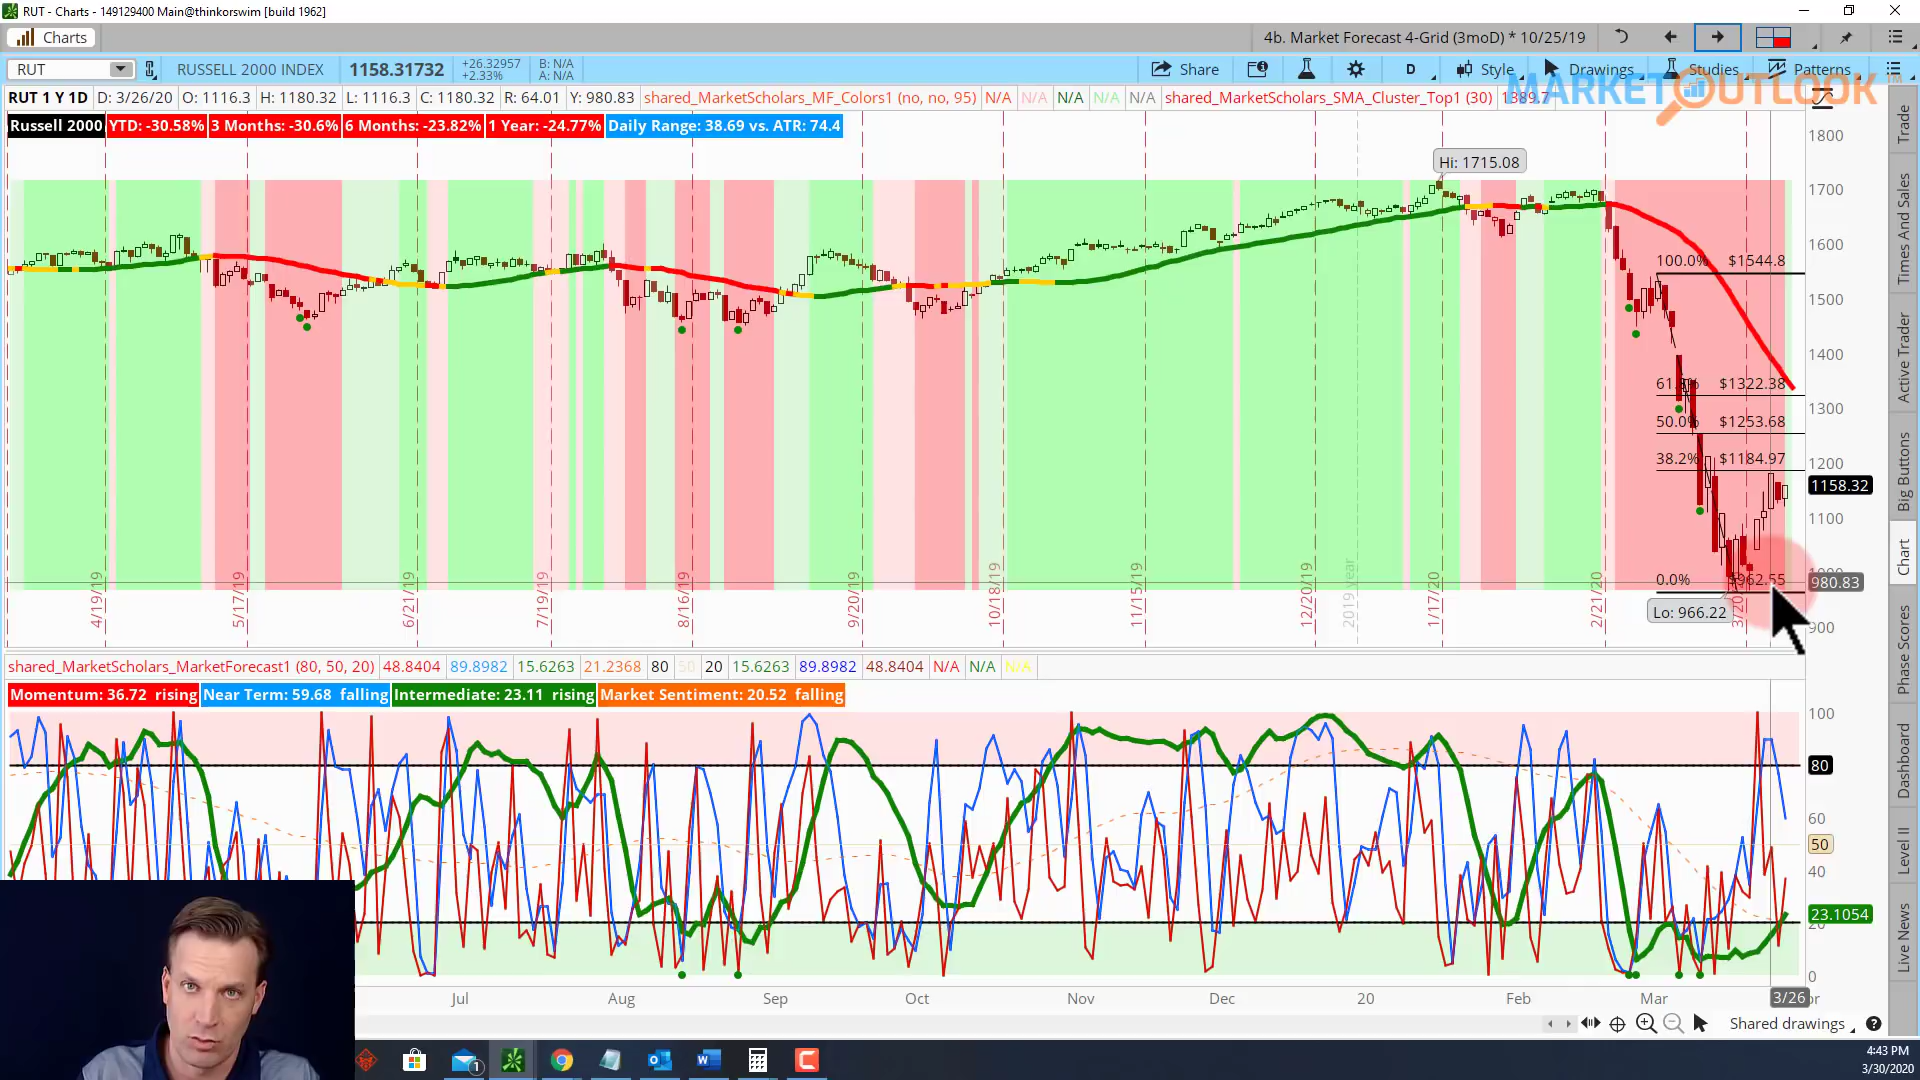 RUT - Charts - 149129400 Main@thinkorswim [build 1962]
Charts
4b. Market Forecast 4-Grid (3moD) * 10/25/19
RUT
RUSSELL 2000 INDEX
1158.31732
+26.32957
+2.33%
B: N/A
A: N/A
Share
D
Style
Drawings
Studies
Patterns
MARKETOUTLOOK
RUT 1 Y 1D
D: 3/26/20
O: 1116.3
H: 1180.32
L: 1116.3
C: 1180.32
R: 64.01
Y: 980.83
shared_MarketScholars_MF_Colors1 (no, no, 95)
N/A
N/A
N/A
N/A
N/A
shared_MarketScholars_SMA_Cluster_Top1 (30)
1389.7
Russell 2000
YTD: -30.58%
3 Months: -30.6%
6 Months: -23.82%
1 Year: -24.77%
Daily Range: 38.69 vs. ATR: 74.4
Hi: 1715.08
100.0% $1544.8
$1322.38
50.0% $1253.68
38.2% $1184.97
0.0% $962.55
Lo: 966.22
1800
1700
1600
1500
1400
1300
1200
1158.32
1100
980.83
900
4/19/19
5/17/19
6/21/19
7/19/19
8/16/19
9/20/19
10/18/19
11/15/19
12/20/19
2019 year
1/17/20
2/21/20
shared_MarketScholars_MarketForecast1 (80, 50, 20)
48.8404
89.8982
15.6263
21.2368
80
50
20
15.6263
89.8982
48.8404
N/A
N/A
N/A
Momentum: 36.72 rising
Near Term: 59.68 falling
Intermediate: 23.11 rising
Market Sentiment: 20.52 falling
100
80
60
50
40
23.1054
20
0
Jul
Aug
Sep
Oct
Nov
Dec
20
Feb
Mar
3/26
Shared drawings
Trade
Times And Sales
Active Trader
Big Buttons
Chart
Phase Scores
Dashboard
Level II
Live News
1
4:43 PM
3/30/2020